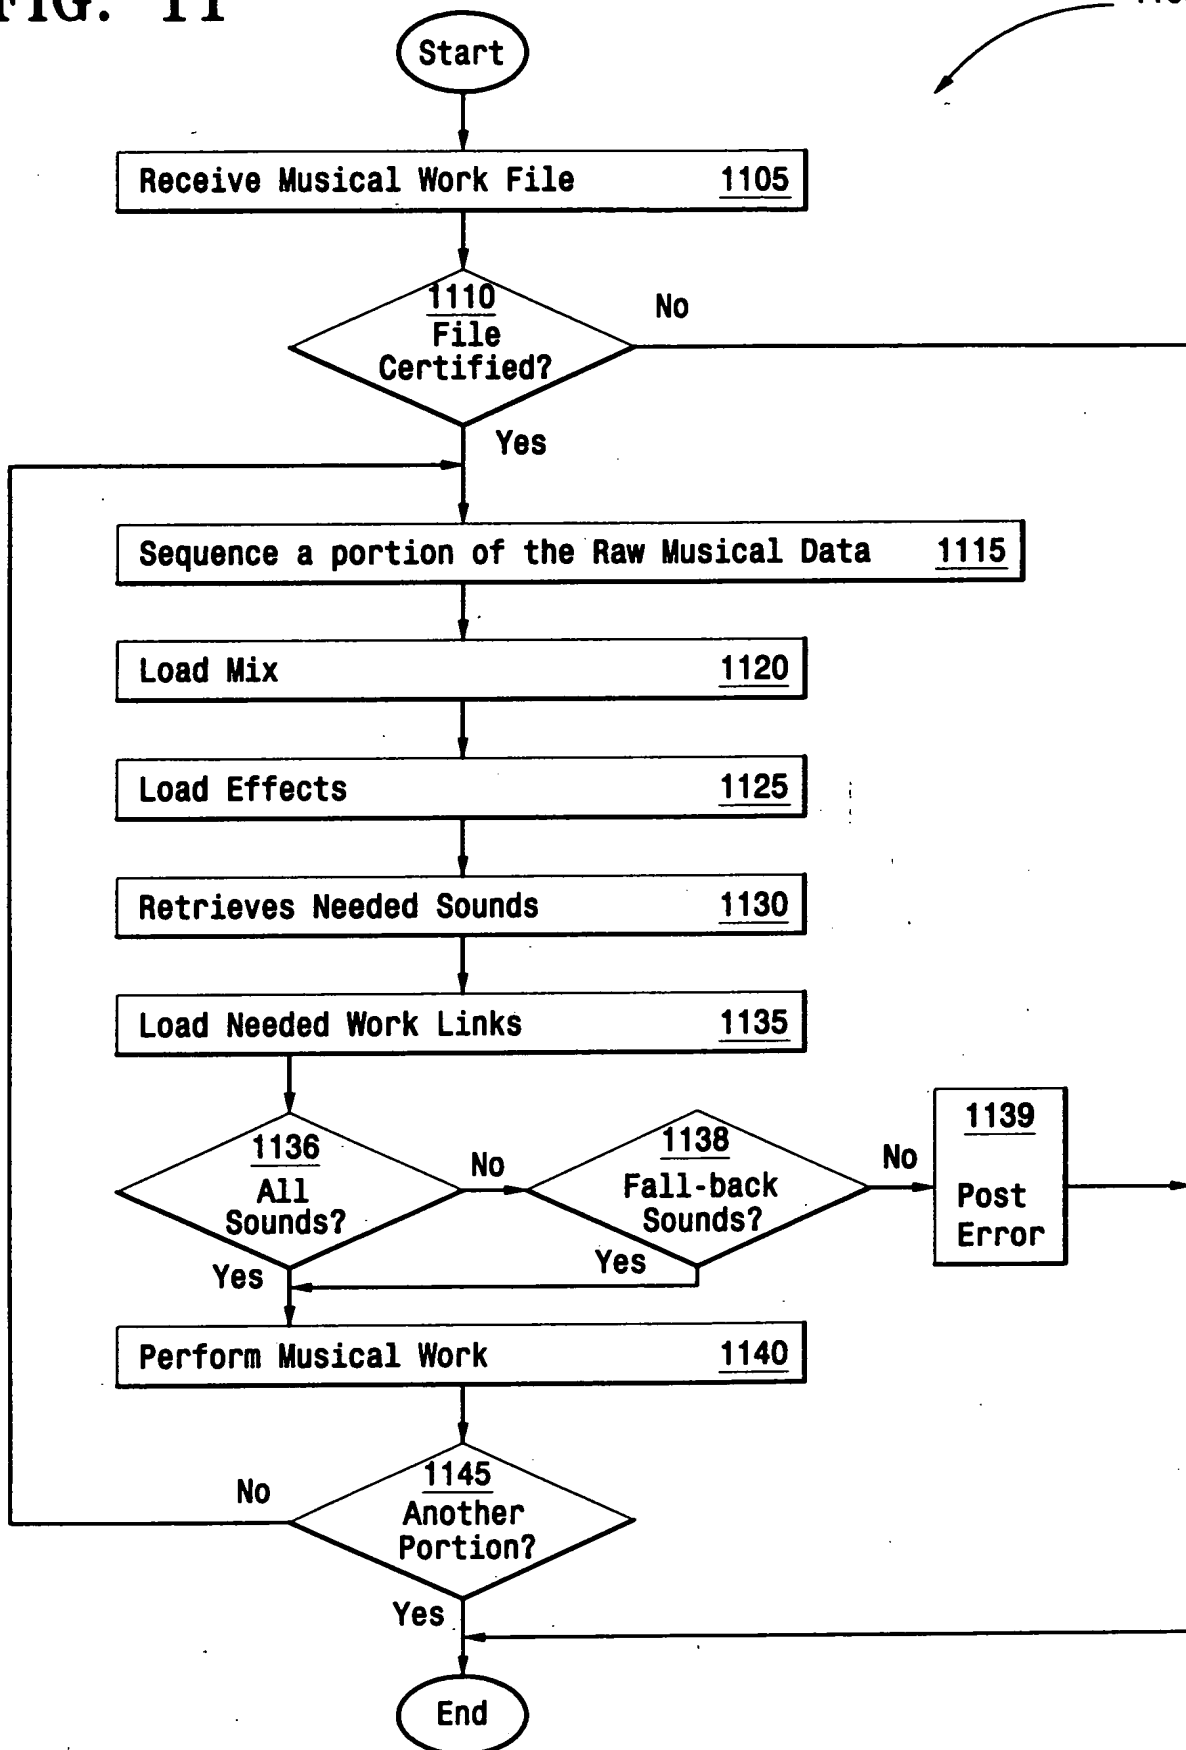 FIG. 11
Start
Receive Musical Work File 1105
1110
File
Certified?
No
Yes
Sequence a portion of the Raw Musical Data 1115
Load Mix 1120
Load Effects 1125
Retrieves Needed Sounds 1130
Load Needed Work Links 1135
1136
All
Sounds?
No
1138
Fall-back
Sounds?
No
1139
Post
Error
Yes
Yes
Perform Musical Work 1140
1145
Another
Portion?
No
Yes
End